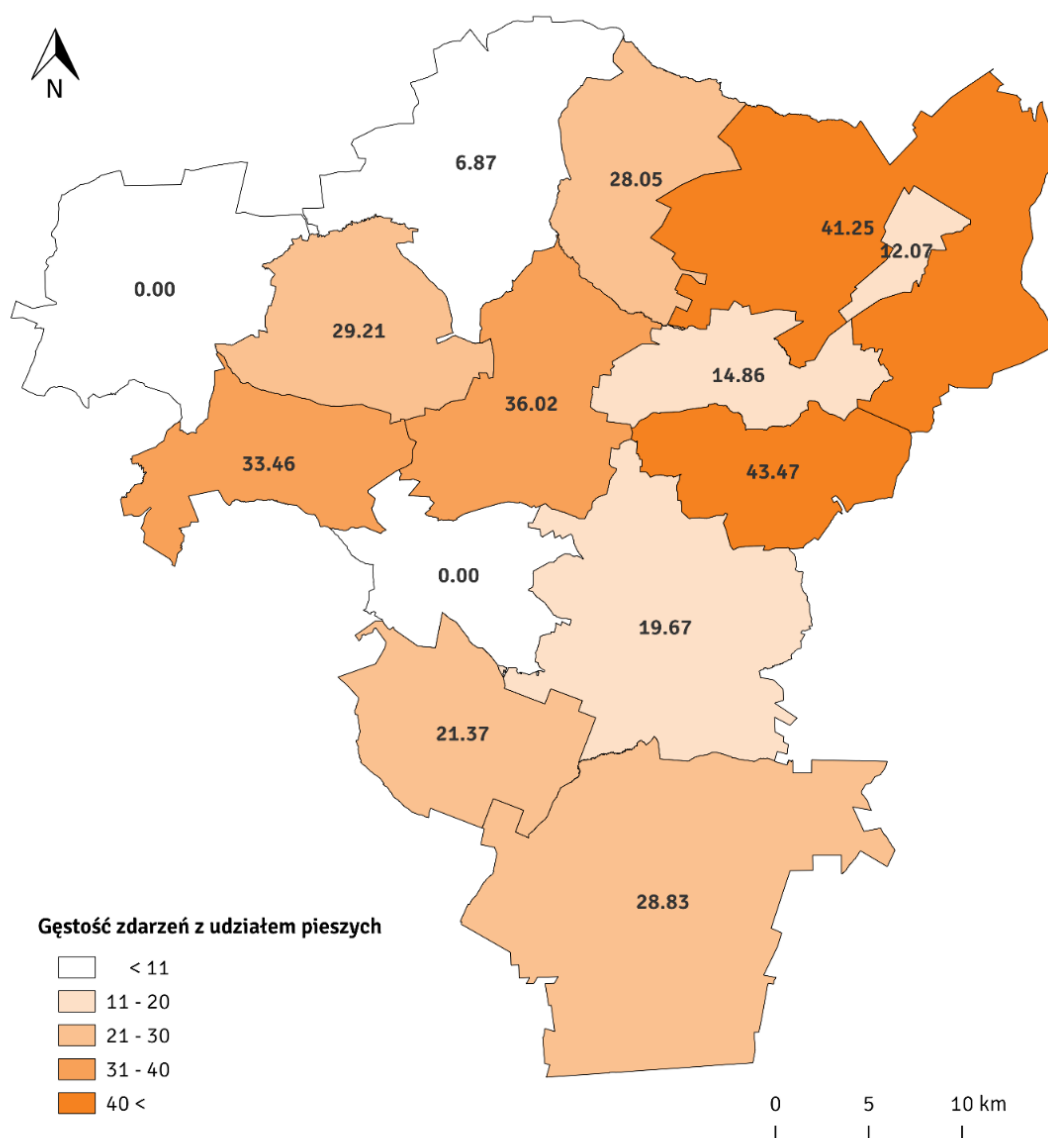 N
6.87
28.05
41.25
12.07
0.00
29.21
14.86
36.02
33.46
43.47
0.00
19.67
21.37
28.83
Gęstość zdarzeń z udziałem pieszych
< 11
11 - 20
21 - 30
31 - 40
40 <
0 5 10 km